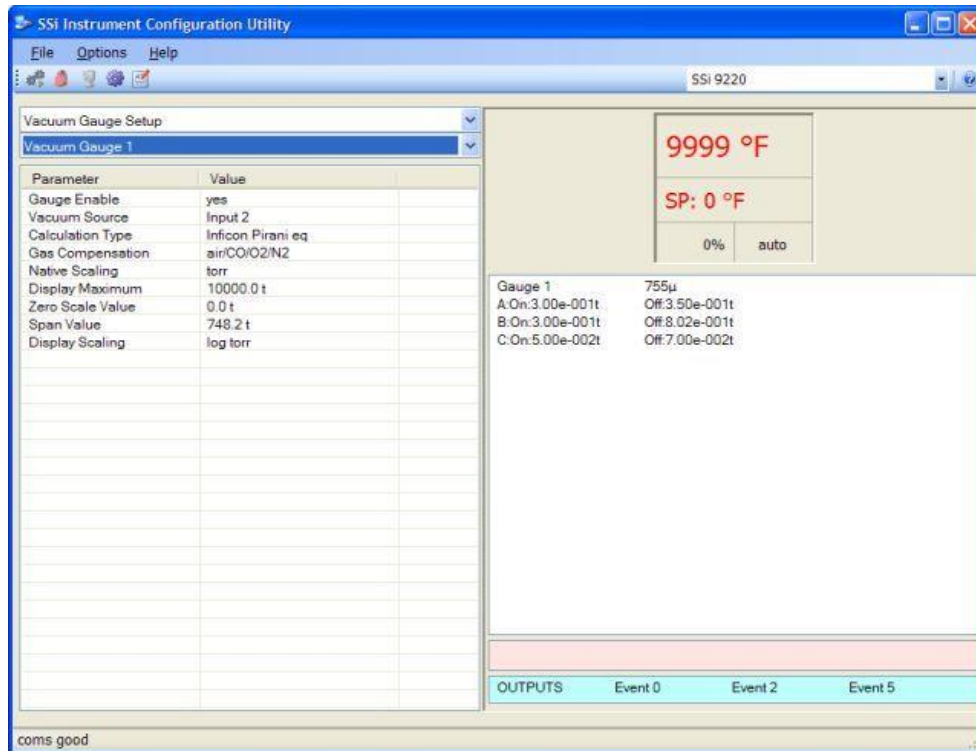 SSi Instrument Configuration Utility
File Options Help
SSi 9220
Vacuum Gauge Setup
Vacuum Gauge 1
Parameter Value
Gauge Enable yes
Vacuum Source Input 2
Calculation Type Inficon Pirani eq
Gas Compensation air/CO/O2/N2
Native Scaling torr
Display Maximum 10000.0 t
Zero Scale Value 0.0 t
Span Value 748.2 t
Display Scaling log torr
9999 °F
SP: 0 °F
0% auto
Gauge 1 755µ
A:On:3.00e-001t Off:3.50e-001t
B:On:3.00e-001t Off:8.02e-001t
C:On:5.00e-002t Off:7.00e-002t
OUTPUTS Event 0 Event 2 Event 5
coms good